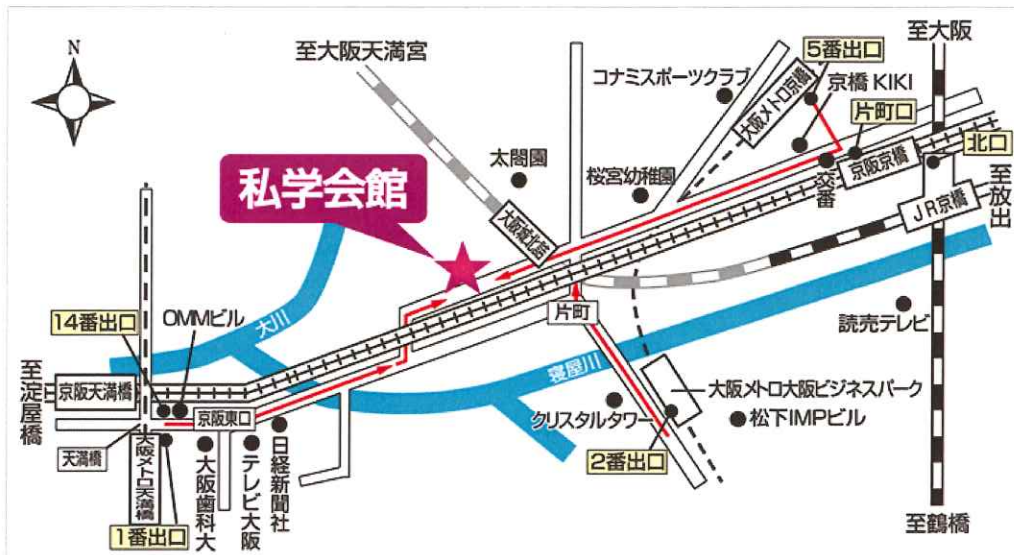 N
至大阪天満宮
コナミスポーツクラブ
大阪メトロ京橋
5番出口
京橋 KIKI
片町口
至大阪
北口
京阪京橋
交番
JR京橋
至放出
太閤園
桜宮幼稚園
私学会館
大阪城北詰
14番出口
OMMビル
大川
片町
寝屋川
読売テレビ
至淀屋橋
京阪天満橋
京阪東口
天満橋
大阪メトロ天満橋
1番出口
大阪歯科大
テレビ大阪
日経新聞社
クリスタルタワー
2番出口
大阪メトロ大阪ビジネスパーク
松下IMPビル
至鶴橋